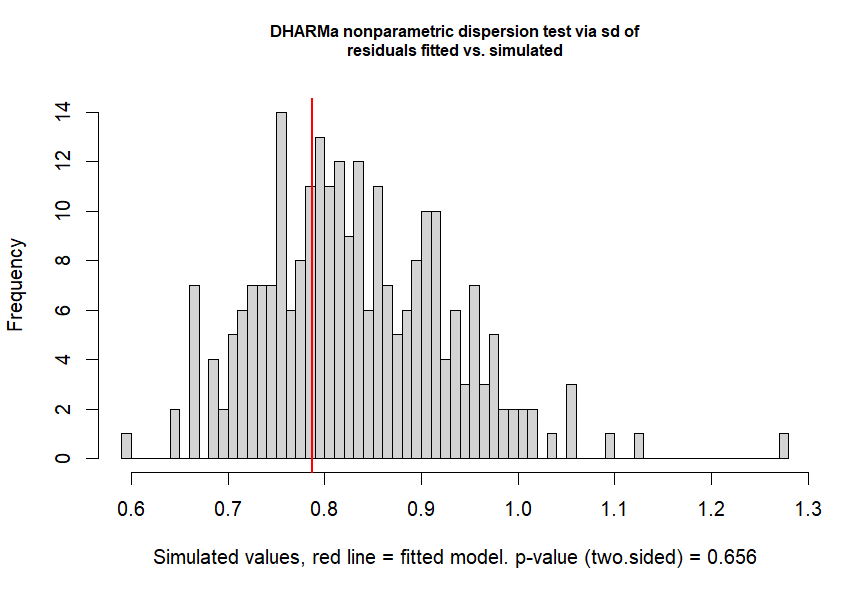 DHARMa nonparametric dispersion test via sd of
residuals fitted vs. simulated
Frequency
14
12
10
8
6
4
2
0
0.6 0.7 0.8 0.9 1.0 1.1 1.2 1.3
Simulated values, red line = fitted model. p-value (two.sided) = 0.656